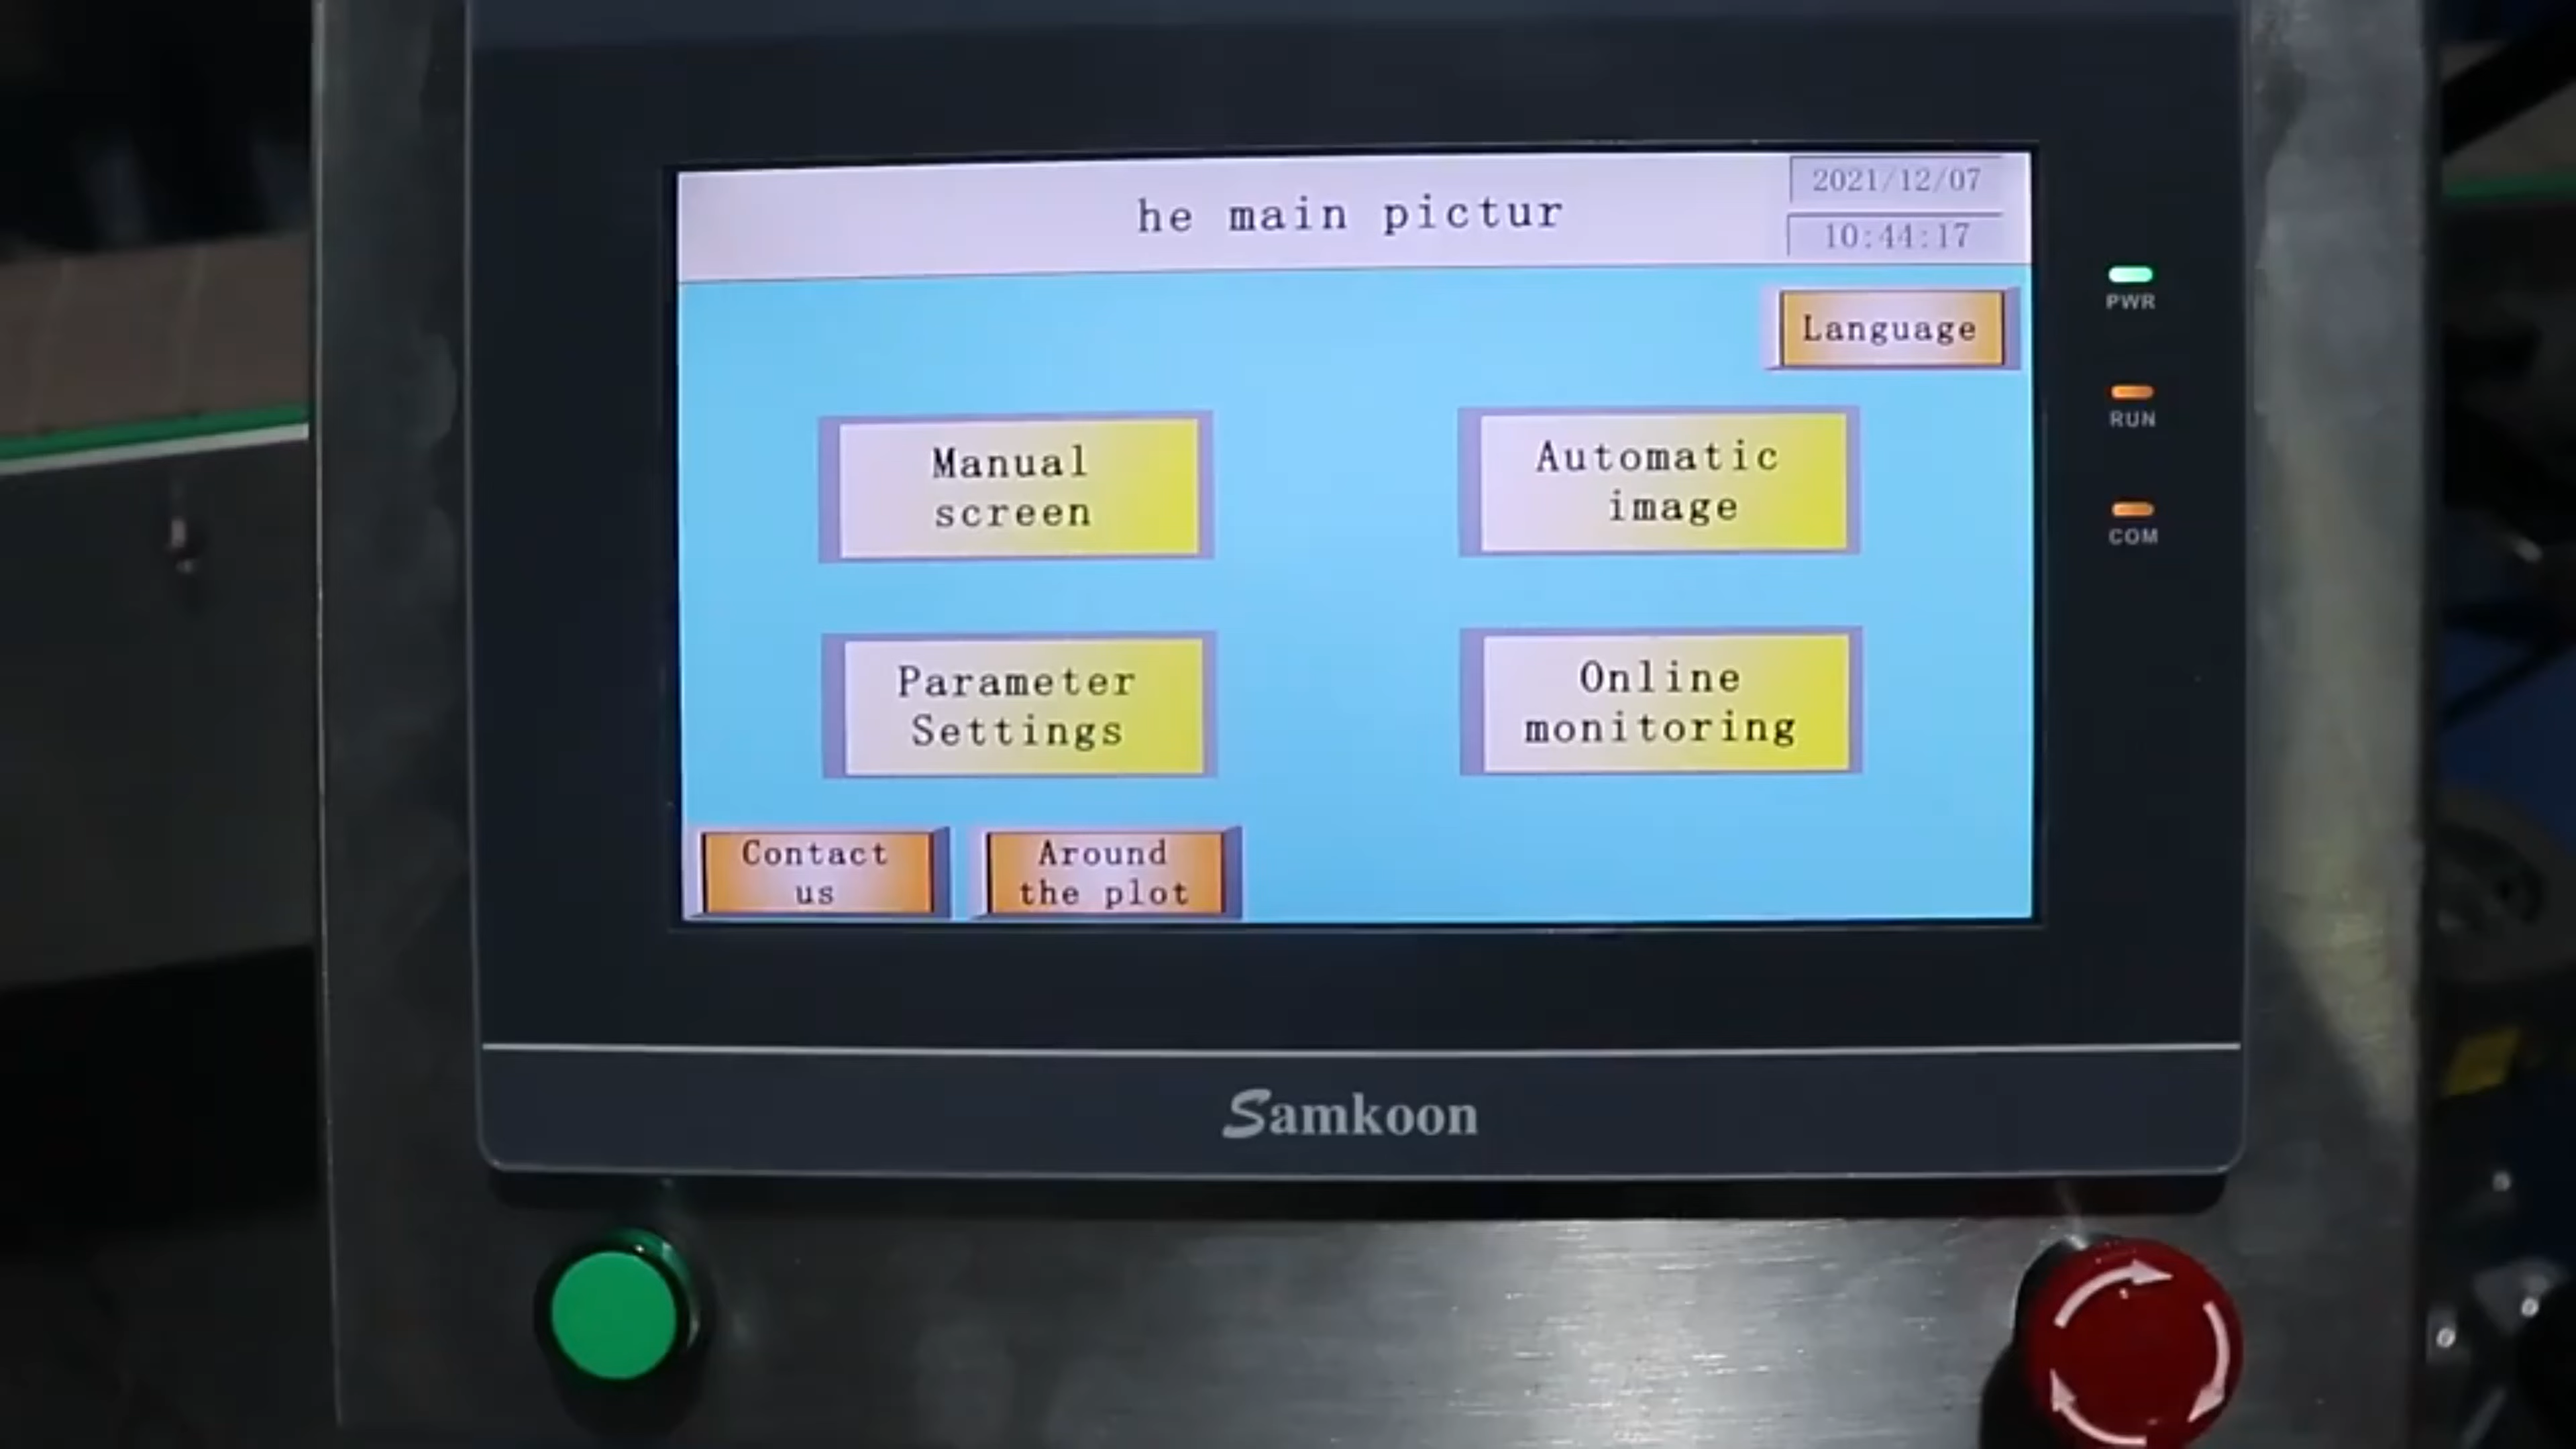 he main pictur
2021/12/07
10:44:17
Language
PWR
RUN
COM
Manual
screen
Automatic
image
Parameter
Settings
Online
monitoring
Contact
us
Around
the plot
Samkoon